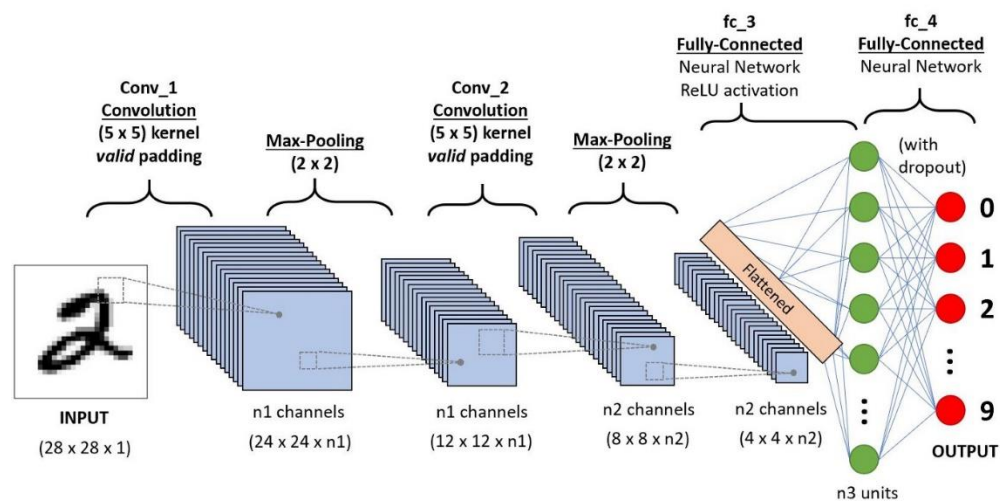 fc_3
Fully-Connected
Neural Network
ReLU activation
fc_4
Fully-Connected
Neural Network
Conv_1
Convolution
(5 x 5) kernel
valid padding
Max-Pooling
(2 x 2)
Conv_2
Convolution
(5 x 5) kernel
valid padding
Max-Pooling
(2 x 2)
(with
dropout)
Flattened
0
1
2
9
INPUT
(28 x 28 x 1)
n1 channels
(24 x 24 x n1)
n1 channels
(12 x 12 x n1)
n2 channels
(8 x 8 x n2)
n2 channels
(4 x 4 x n2)
n3 units
OUTPUT
2